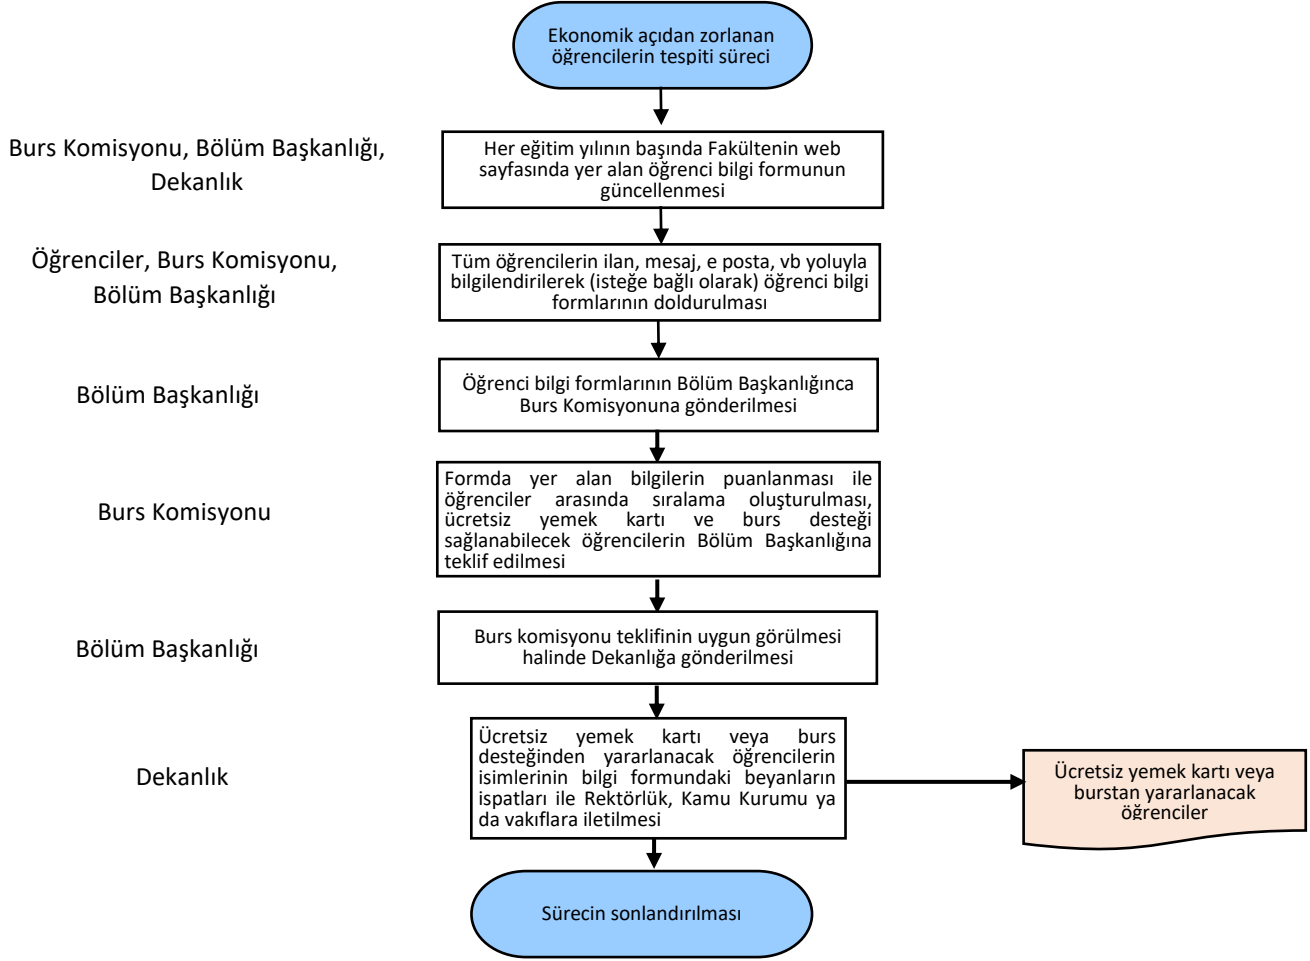 Ekonomik açıdan zorlanan
öğrencilerin tespiti süreci
Burs Komisyonu, Bölüm Başkanlığı,
Dekanlık
Her eğitim yılının başında Fakültenin web
sayfasında yer alan öğrenci bilgi formunun
güncellenmesi
Öğrenciler, Burs Komisyonu,
Bölüm Başkanlığı
Tüm öğrencilerin ilan, mesaj, e posta, vb yoluyla
bilgilendirilerek (isteğe bağlı olarak) öğrenci bilgi
formlarının doldurulması
Bölüm Başkanlığı
Öğrenci bilgi formlarının Bölüm Başkanlığınca
Burs Komisyonuna gönderilmesi
Burs Komisyonu
Formda yer alan bilgilerin puanlanması ile
öğrenciler arasında sıralama oluşturulması,
ücretsiz yemek kartı ve burs desteği
sağlanabilecek öğrencilerin Bölüm Başkanlığına
teklif edilmesi
Bölüm Başkanlığı
Burs komisyonu teklifinin uygun görülmesi
halinde Dekanlığa gönderilmesi
Dekanlık
Ücretsiz yemek kartı veya burs
desteğinden yararlanacak öğrencilerin
isimlerinin bilgi formundaki beyanların
ispatları ile Rektörlük, Kamu Kurumu ya
da vakıflara iletilmesi
Ücretsiz yemek kartı veya
burstan yararlanacak
öğrenciler
Sürecin sonlandırılması